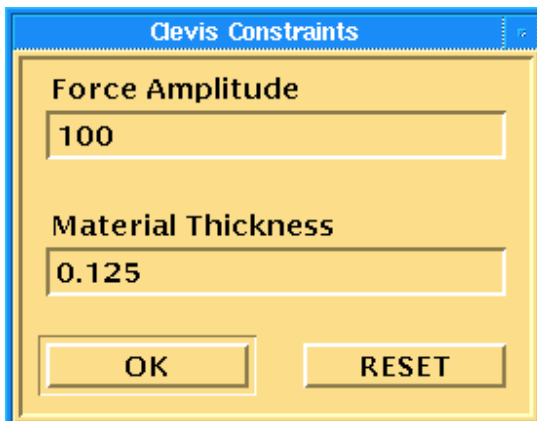 Clevis Constraints
Force Amplitude
100
Material Thickness
0.125
OK RESET